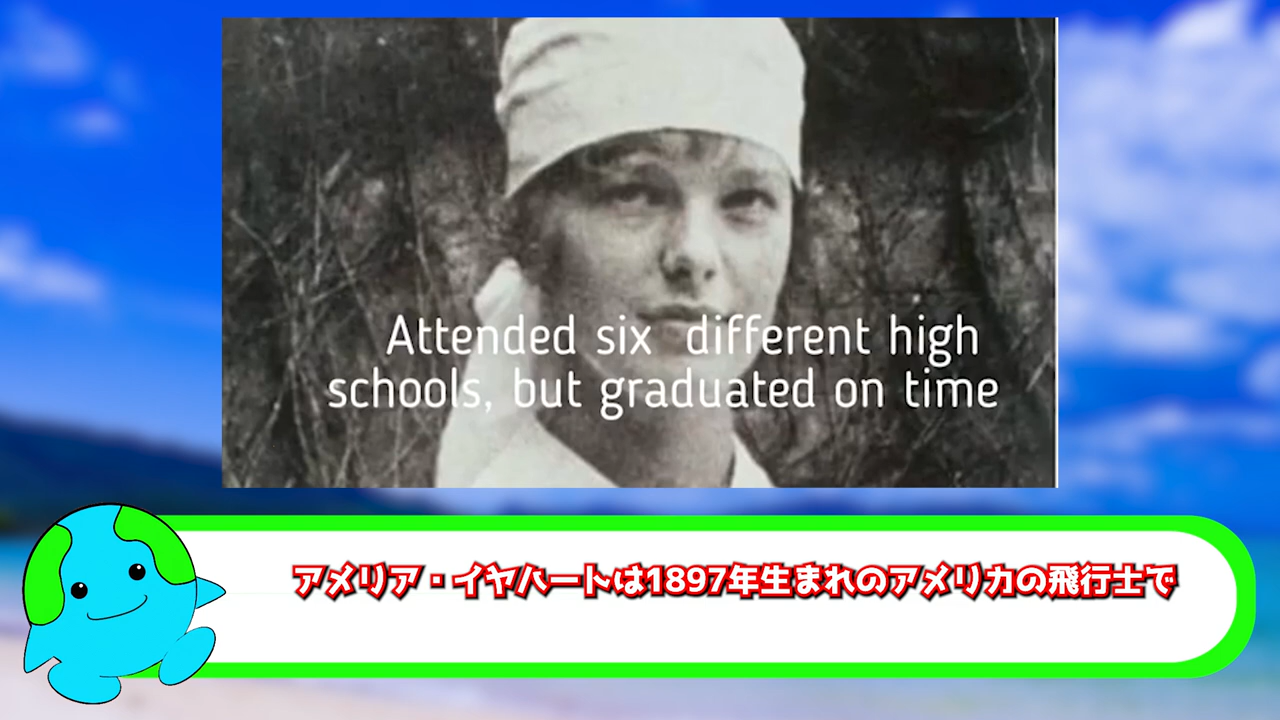 Attended six different high
schools, but graduated on time
アメリア・イヤハートは1897年生まれのアメリカの飛行士で